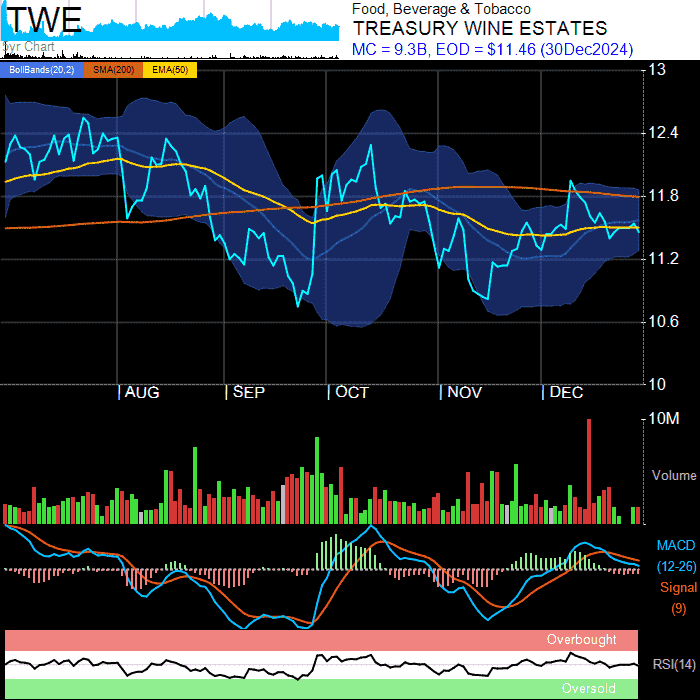 TWE
5yr Chart
Food, Beverage & Tobacco
TREASURY WINE ESTATES
MC = 9.3B, EOD = $11.46 (30Dec2024)
BollBands(20,2) SMA(200) EMA(50)
13
12.4
11.8
11.2
10.6
10
AUG SEP OCT NOV DEC
10M
Volume
MACD
(12-26)
Signal
(9)
Overbought
RSI(14)
Oversold